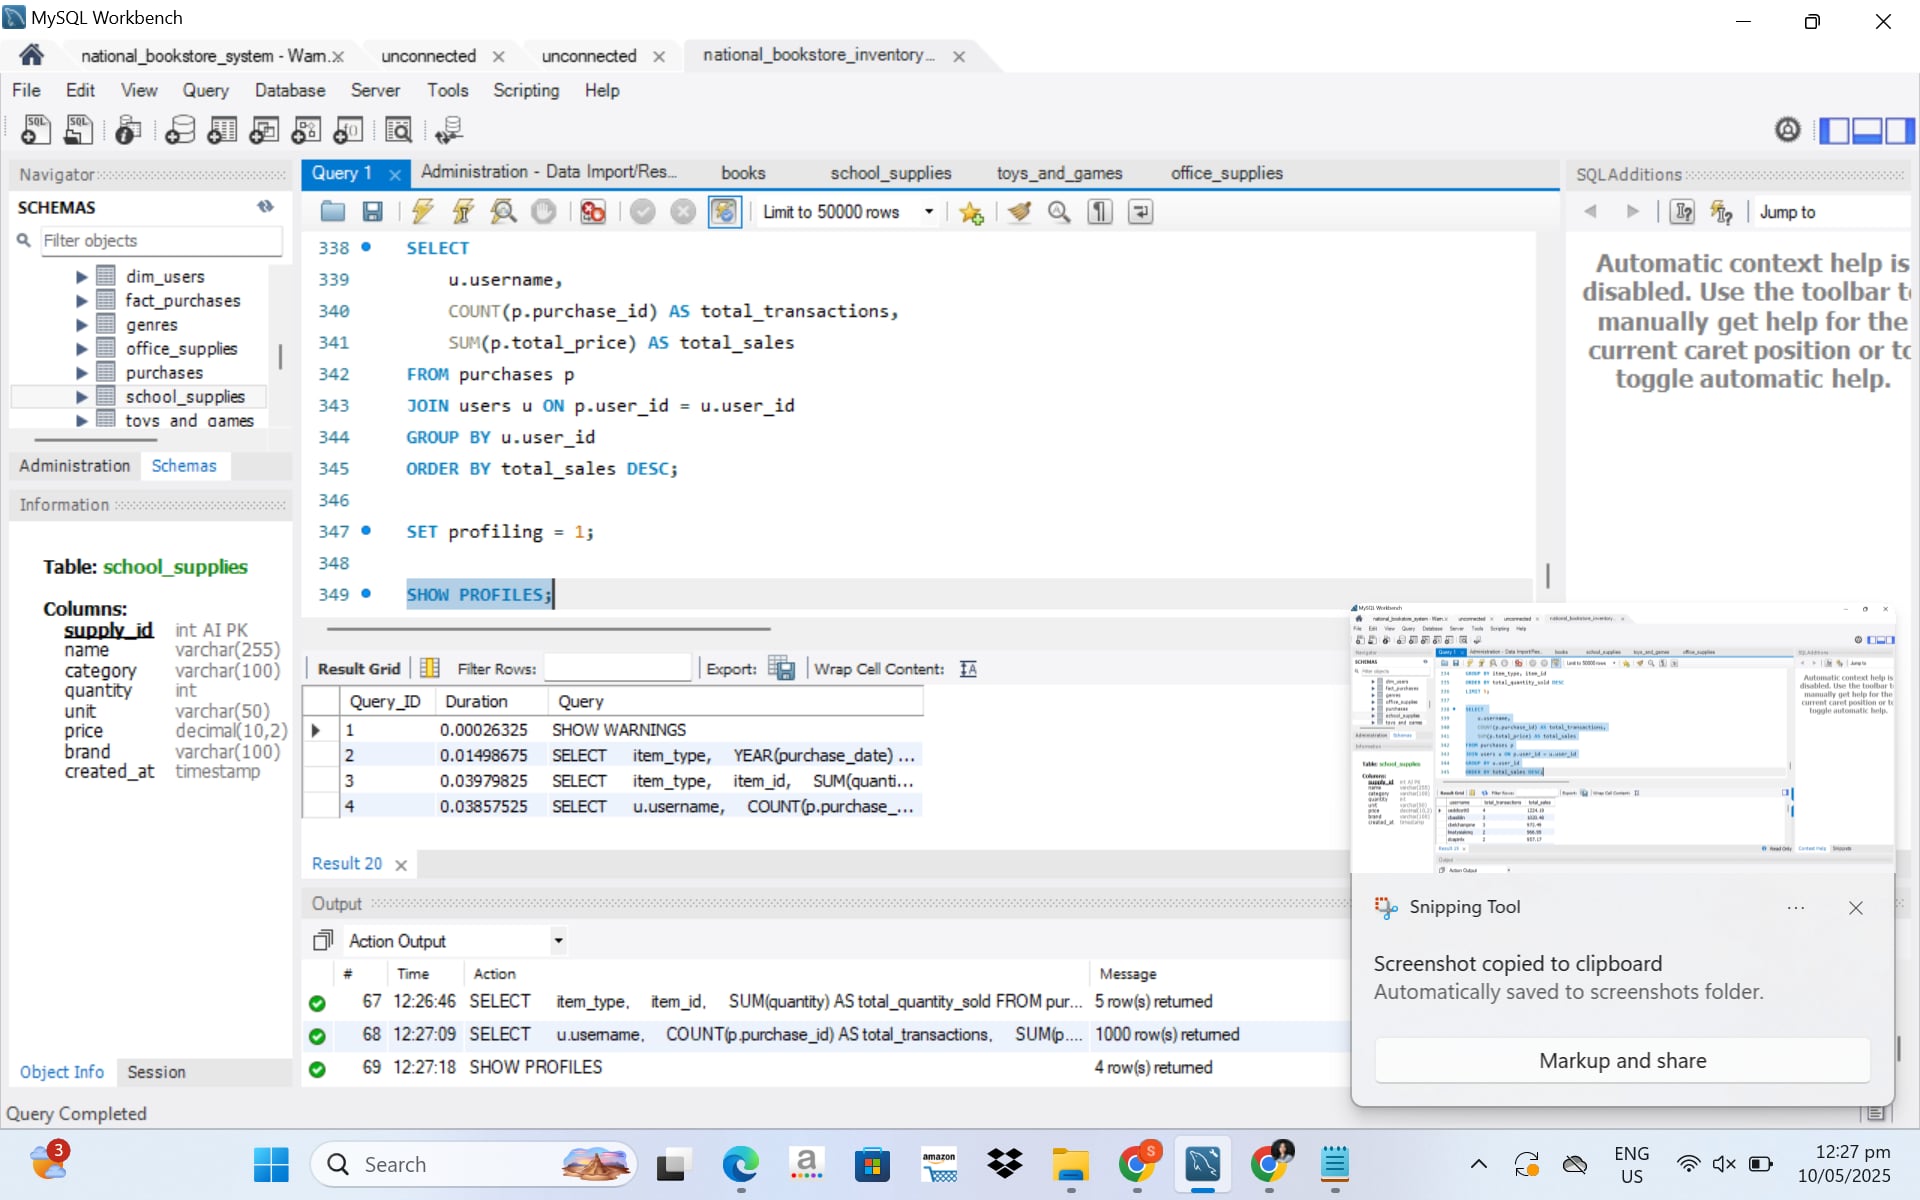 MySQL Workbench
national_bookstore_system - Warn...
unconnected
unconnected
national_bookstore_inventory...
File Edit View Query Database Server Tools Scripting Help
Navigator
SCHEMAS
Filter objects
dim_users
fact_purchases
genres
office_supplies
purchases
school_supplies
toys_and_games
Administration Schemas
Information
Table: school_supplies
Columns:
supply_id int AI PK
name varchar(255)
category varchar(100)
quantity int
unit varchar(50)
price decimal(10,2)
brand varchar(100)
created_at timestamp
Object Info Session
Query Completed
Query 1 Administration - Data Import/Res... books school_supplies toys_and_games office_supplies
Limit to 50000 rows
338 SELECT
339 u.username,
340 COUNT(p.purchase_id) AS total_transactions,
341 SUM(p.total_price) AS total_sales
342 FROM purchases p
343 JOIN users u ON p.user_id = u.user_id
344 GROUP BY u.user_id
345 ORDER BY total_sales DESC;
346
347 SET profiling = 1;
348
349 SHOW PROFILES;
Result Grid Filter Rows: Export: Wrap Cell Content:
Query_ID Duration Query
1 0.00026325 SHOW WARNINGS
2 0.01498675 SELECT item_type, YEAR(purchase_date) ...
3 0.03979825 SELECT item_type, item_id, SUM(quanti...
4 0.03857525 SELECT u.username, COUNT(p.purchase_...
Result 20
Output
Action Output
# Time Action Message
67 12:26:46 SELECT item_type, item_id, SUM(quantity) AS total_quantity_sold FROM pur... 5 row(s) returned
68 12:27:09 SELECT u.username, COUNT(p.purchase_id) AS total_transactions, SUM(p.... 1000 row(s) returned
69 12:27:18 SHOW PROFILES 4 row(s) returned
SQLAdditions
Jump to
Automatic context help is
disabled. Use the toolbar t
manually get help for the
current caret position or to
toggle automatic help.
Snipping Tool
Screenshot copied to clipboard
Automatically saved to screenshots folder.
Markup and share
3
Search
amazon
S
ENG
US
12:27 pm
10/05/2025